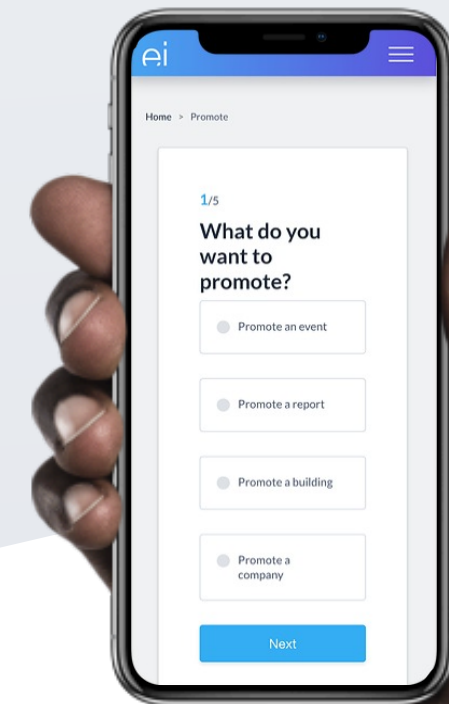 ei
Home > Promote
1/5
What do you
want to
promote?
Promote an event
Promote a report
Promote a building
Promote a
company
Next